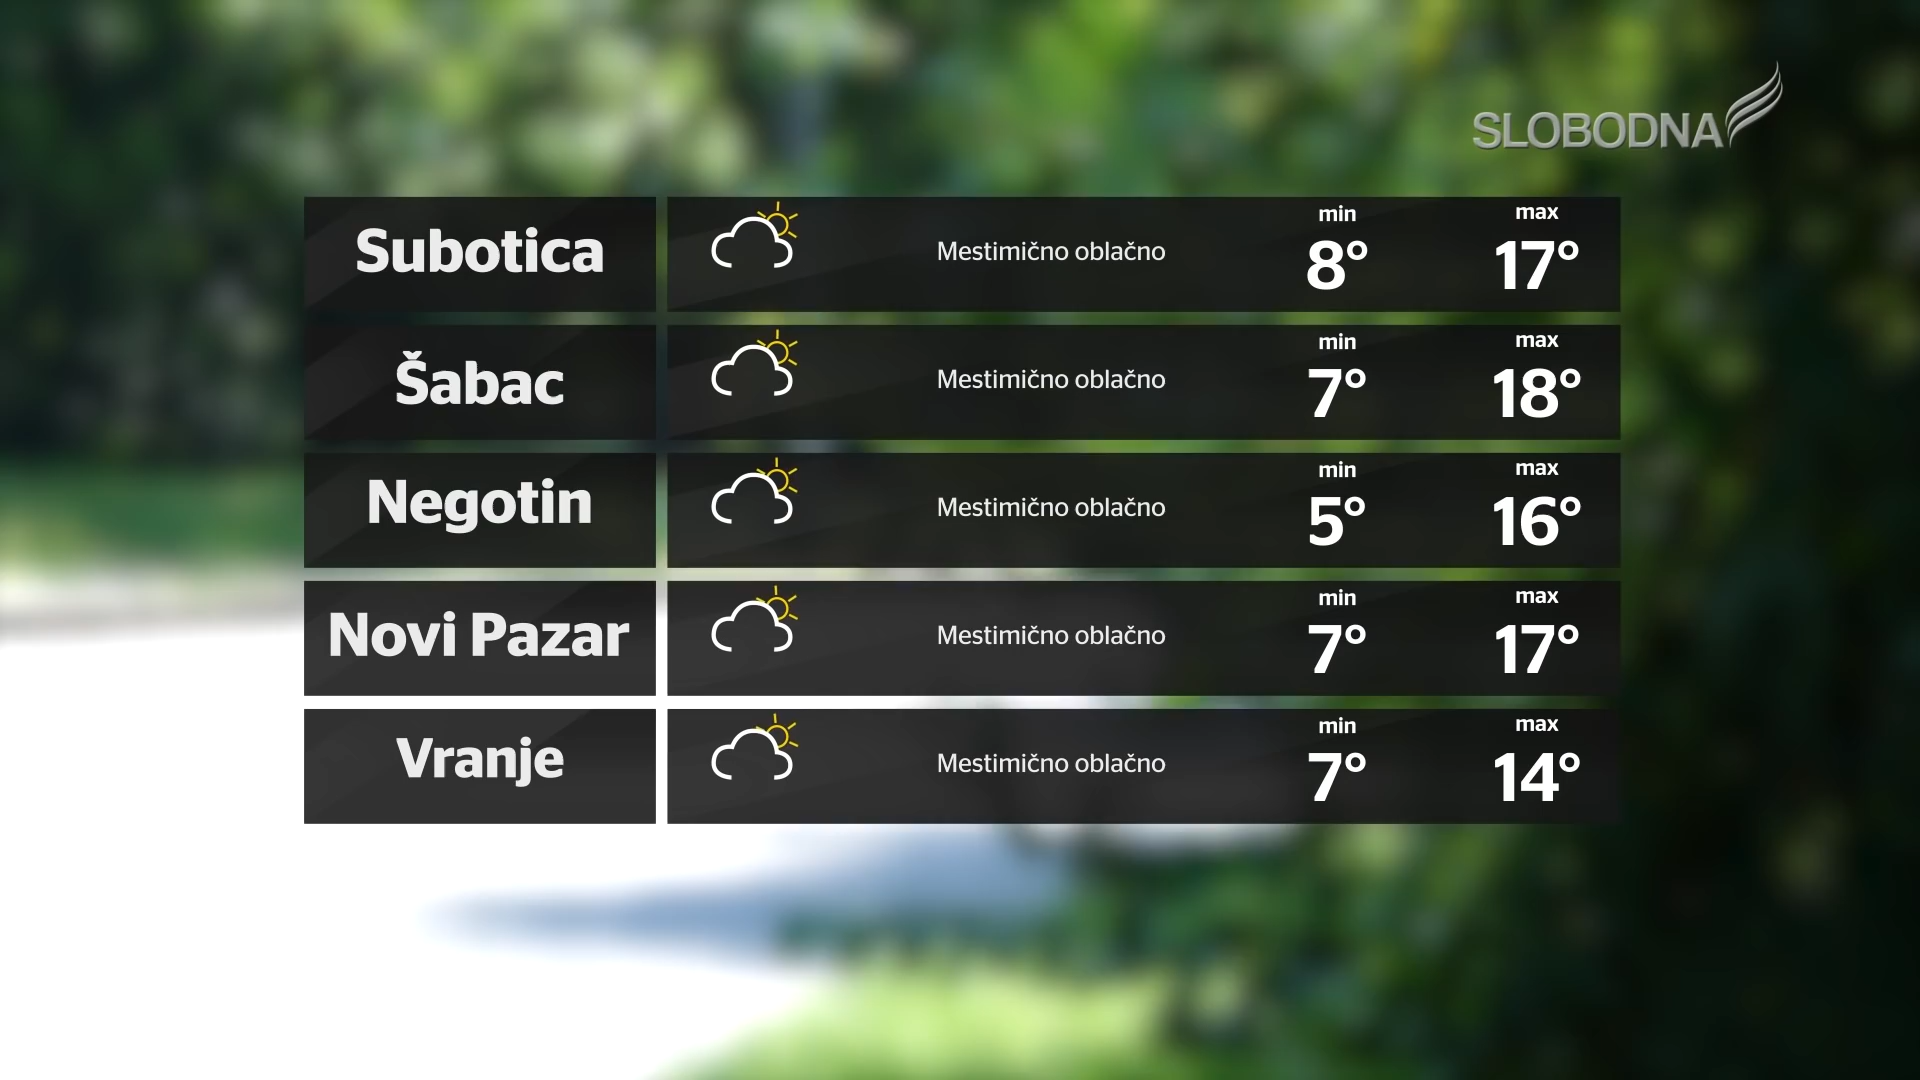 SLOBODNA
Subotica
Mestimično oblačno
min
8°
max
17°
Šabac
Mestimično oblačno
min
7°
max
18°
Negotin
Mestimično oblačno
min
5°
max
16°
Novi Pazar
Mestimično oblačno
min
7°
max
17°
Vranje
Mestimično oblačno
min
7°
max
14°